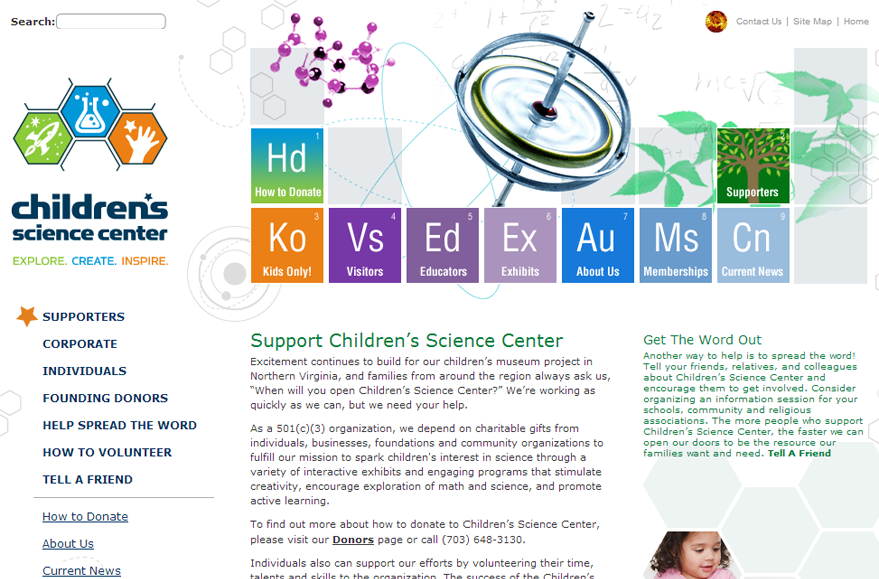 Search:
Contact Us | Site Map | Home
1
Hd
How to Donate
Supporters
3
Ko
Kids Only!
4
Vs
Visitors
5
Ed
Educators
6
Ex
Exhibits
7
Au
About Us
8
Ms
Memberships
9
Cn
Current News
children's
science center
EXPLORE. CREATE. INSPIRE.
SUPPORTERS
CORPORATE
INDIVIDUALS
FOUNDING DONORS
HELP SPREAD THE WORD
HOW TO VOLUNTEER
TELL A FRIEND
How to Donate
About Us
Current News
Support Children's Science Center
Excitement continues to build for our children's museum project in
Northern Virginia, and families from around the region always ask us,
"When will you open Children's Science Center?" We're working as
quickly as we can, but we need your help.
As a 501(c)(3) organization, we depend on charitable gifts from
individuals, businesses, foundations and community organizations to
fulfill our mission to spark children's interest in science through a
variety of interactive exhibits and engaging programs that stimulate
creativity, encourage exploration of math and science, and promote
active learning.
To find out more about how to donate to Children's Science Center,
please visit our Donors page or call (703) 648-3130.
Individuals also can support our efforts by volunteering their time,
talents and skills to the organization. The success of the Children's
Get The Word Out
Another way to help is to spread the word!
Tell your friends, relatives, and colleagues
about Children's Science Center and
encourage them to get involved. Consider
organizing an information session for your
schools, community and religious
associations. The more people who support
Children's Science Center, the faster we can
open our doors to be the resource our
families want and need. Tell A Friend